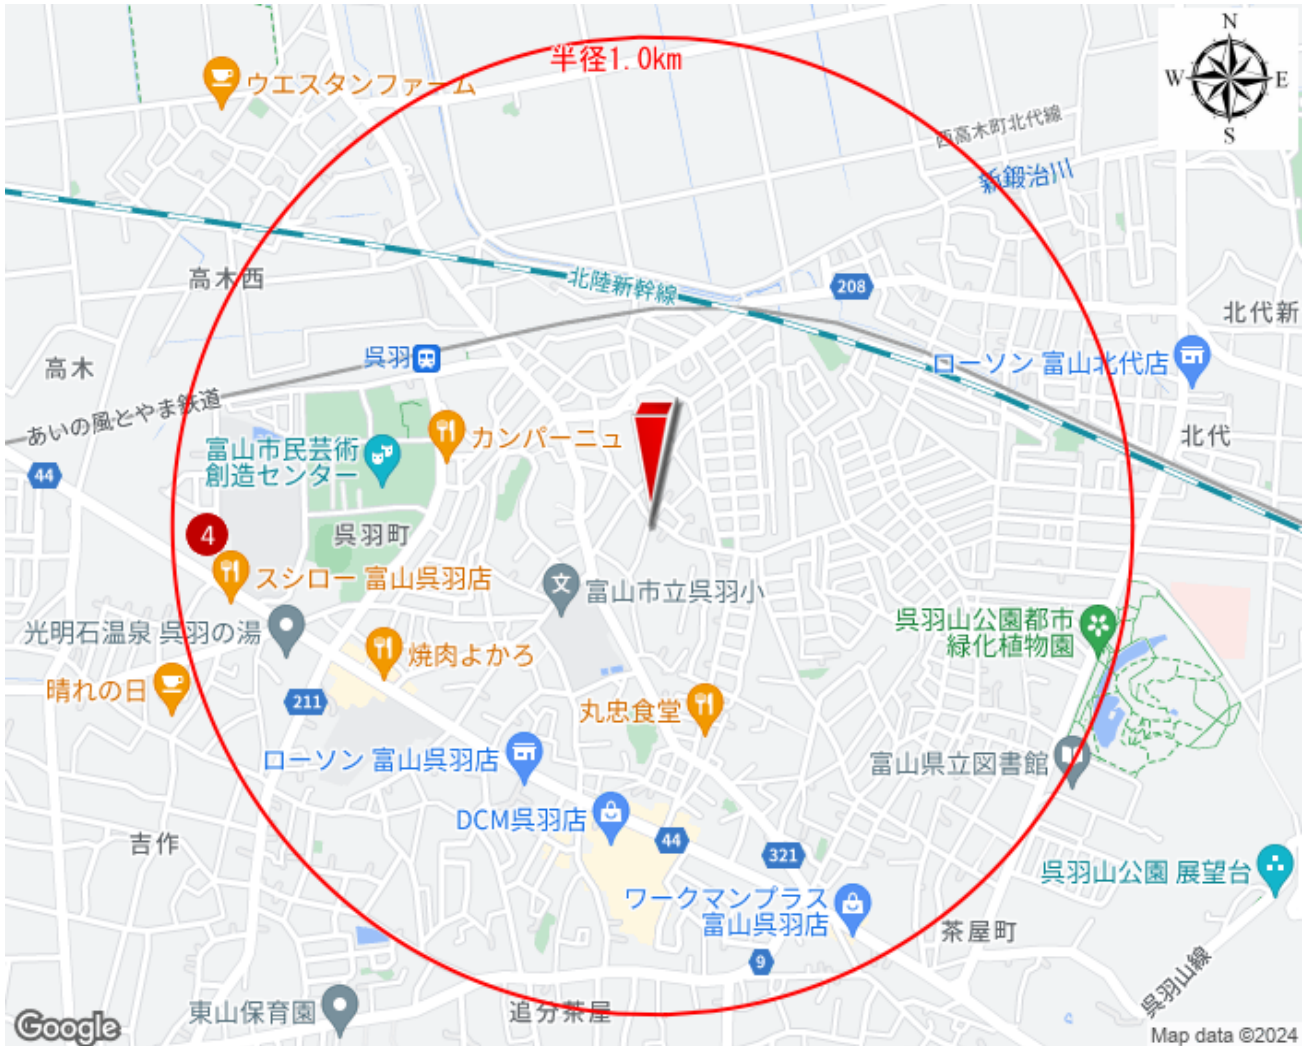 N
W
E
S
半径1.0km
ウエスタンファーム
西高木町北代線
新鍛治川
高木西
北陸新幹線
208
北代新
呉羽
高木
ローソン 富山北代店
あいの風とやま鉄道
カンパーニュ
北代
富山市民芸術
創造センター
44
呉羽町
4
スシロー 富山呉羽店
富山市立呉羽小
呉羽山公園都市
緑化植物園
光明石温泉 呉羽の湯
焼肉よかろ
晴れの日
211
丸忠食堂
ローソン 富山呉羽店
富山県立図書館
DCM呉羽店
44
321
吉作
呉羽山公園 展望台
ワークマンプラス
富山呉羽店
茶屋町
9
呉羽山線
東山保育園
追分茶屋
Google
Map data ©2024